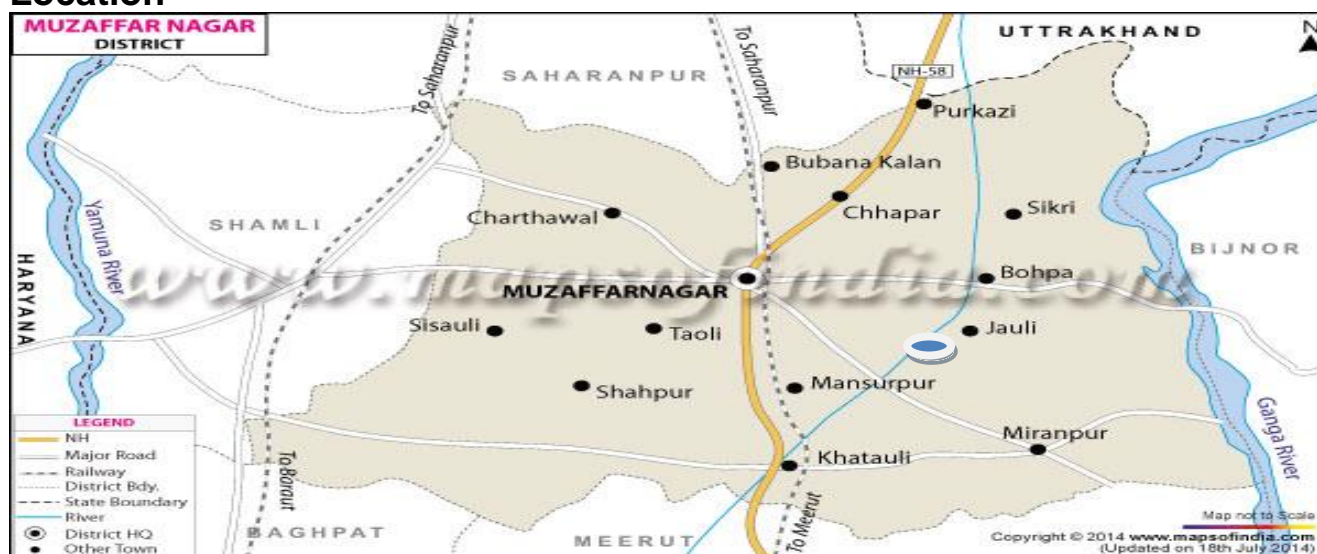 Location
MUZAFFAR NAGAR
DISTRICT
N
UTTRAKHAND
To Saharanpur
To Saharanpur
SAHARANPUR
NH-58
Purkazi
Bubana Kalan
Charthawal
Chhapar
Sikri
SHAMLI
Yamuna River
HARYANA
BIJNOR
www.mapsofindia.com
MUZAFFARNAGAR
Bohpa
Sisauli
Taoli
Jauli
Shahpur
Mansurpur
Ganga River
Miranpur
Khatauli
To Baraut
To Meerut
BAGHPAT
MEERUT
LEGEND
NH
Major Road
Railway
District Bdy.
State Boundary
River
District HQ
Other Town
Map not to Scale
Copyright © 2014 www.mapsofindia.com
(Updated on 18th July 2014)